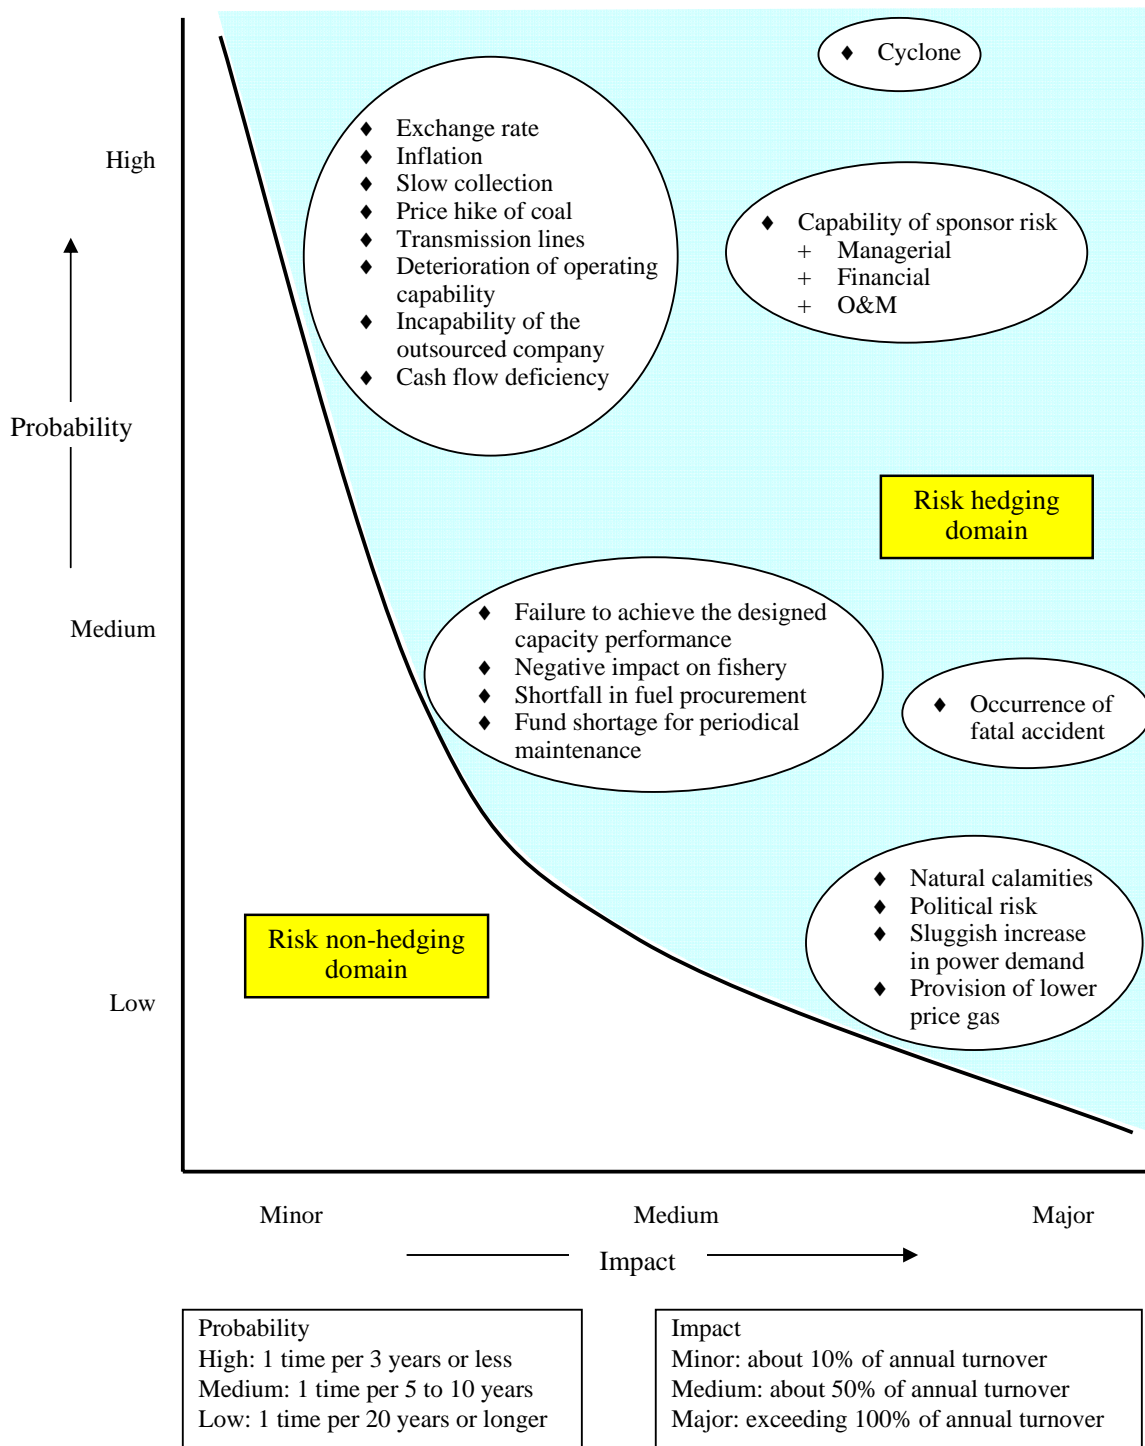 ♦ Cyclone
♦ Exchange rate
♦ Inflation
♦ Slow collection
♦ Price hike of coal
♦ Transmission lines
♦ Deterioration of operating
capability
♦ Incapability of the
outsourced company
♦ Cash flow deficiency
♦ Capability of sponsor risk
+ Managerial
+ Financial
+ O&M
High
Probability
Medium
Low
Risk hedging
domain
♦ Failure to achieve the designed
capacity performance
♦ Negative impact on fishery
♦ Shortfall in fuel procurement
♦ Fund shortage for periodical
maintenance
♦ Occurrence of
fatal accident
♦ Natural calamities
♦ Political risk
♦ Sluggish increase
in power demand
♦ Provision of lower
price gas
Risk non-hedging
domain
Minor
Medium
Major
Impact
Probability
High: 1 time per 3 years or less
Medium: 1 time per 5 to 10 years
Low: 1 time per 20 years or longer
Impact
Minor: about 10% of annual turnover
Medium: about 50% of annual turnover
Major: exceeding 100% of annual turnover